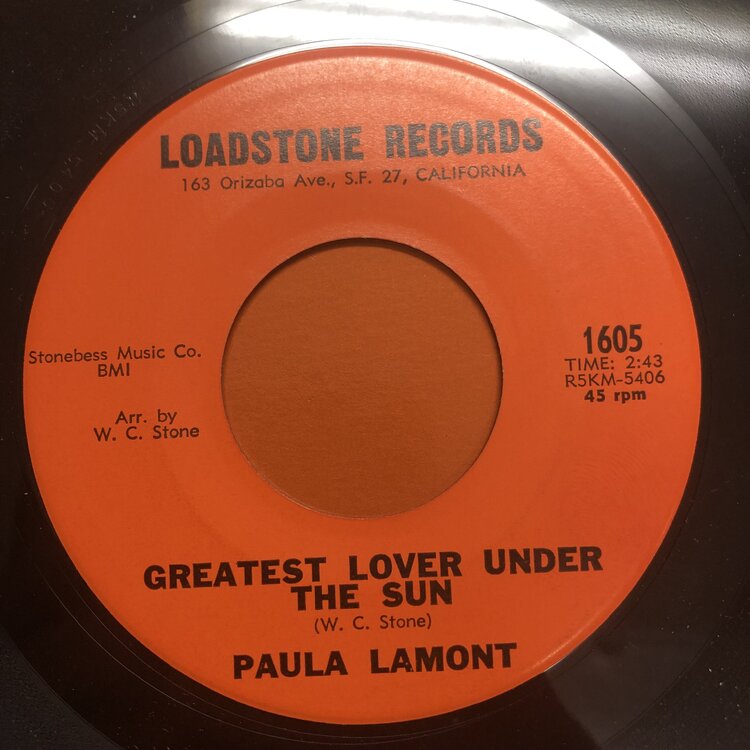 LOADSTONE RECORDS
163 Orizaba Ave., S.F. 27, CALIFORNIA
Stonebess Music Co.
BMI
Arr. by
W. C. Stone
1605
TIME: 2:43
R5KM-5406
45 rpm
GREATEST LOVER UNDER
THE SUN
(W. C. Stone)
PAULA LAMONT